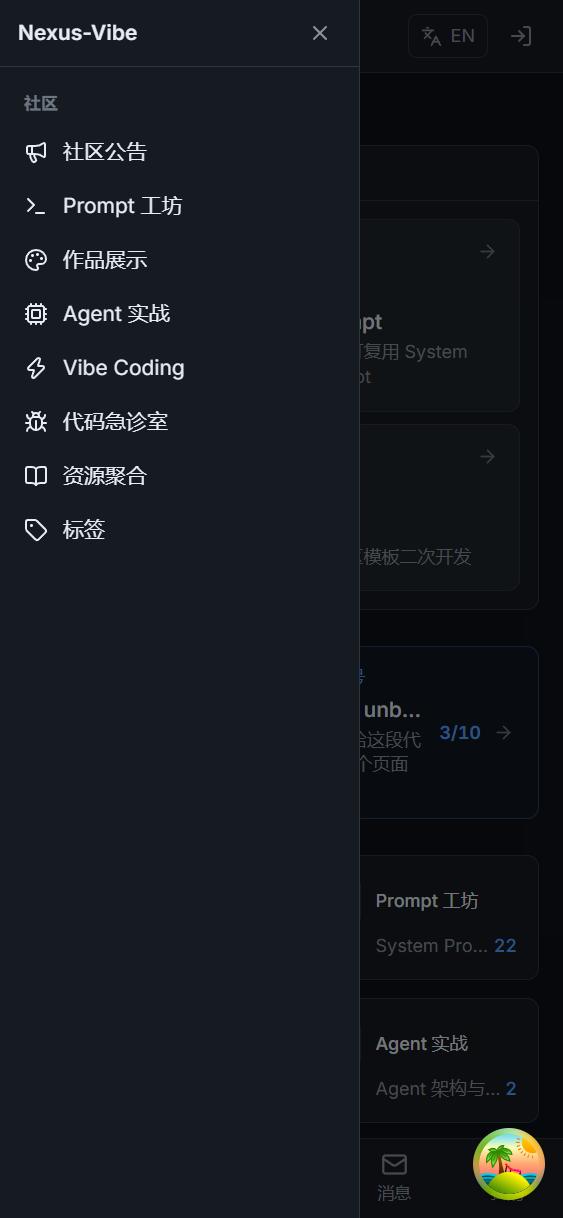 Nexus-Vibe
EN
社区
社区公告
Prompt 工坊
作品展示
Agent 实战
Vibe Coding
代码急诊室
资源聚合
标签
复用 System
模板二次开发
unb...
3/10
这段代
个页面
Prompt 工坊
System Pro... 22
Agent 实战
Agent 架构与... 2
消息